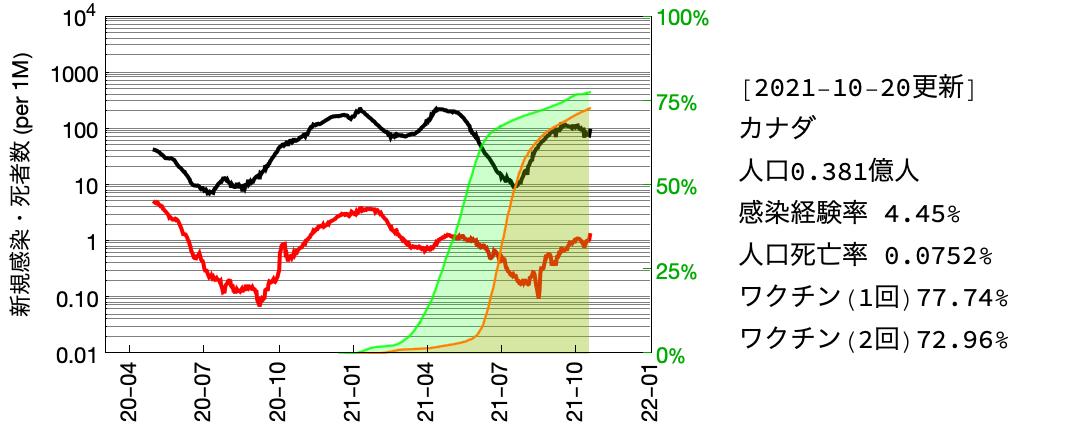 新規感染・死者数 (per 1M)
10^4
1000
100
10
1
0.10
0.01
100%
75%
50%
25%
0%
20-04
20-07
20-10
21-01
21-04
21-07
21-10
22-01
[2021-10-20更新]
カナダ
人口0.381億人
感染経験率 4.45%
人口死亡率 0.0752%
ワクチン(1回)77.74%
ワクチン(2回)72.96%